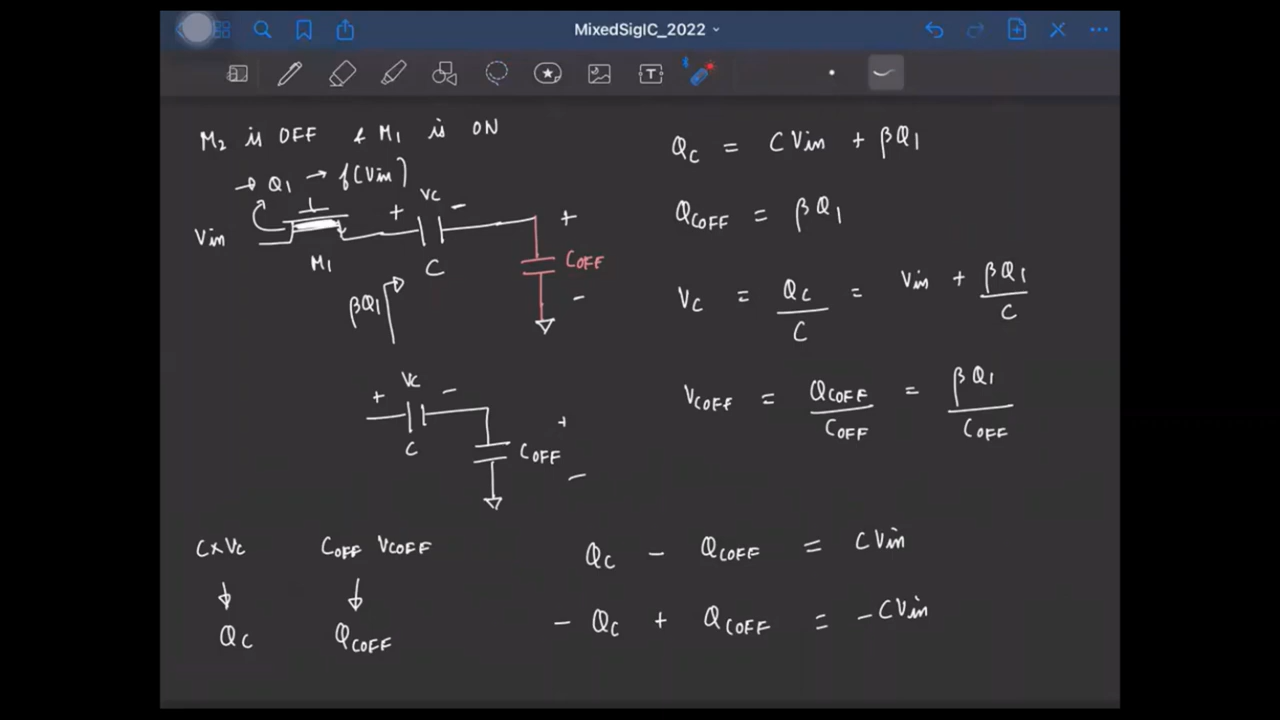 MixedSigIC_2022
M2 is OFF & M1 is ON
→ Q1 → f(Vin)
Vin
M1
+ Vc −
C
+
COFF
−
βQ1
+ Vc −
C
+
COFF
−
C×Vc
↓
Qc
COFF VCOFF
↓
QCOFF
Qc = CVin + βQ1
QCOFF = βQ1
Vc = Qc/C = Vin + βQ1/C
VCOFF = QCOFF/COFF = βQ1/COFF
Qc − QCOFF = CVin
− Qc + QCOFF = −CVin